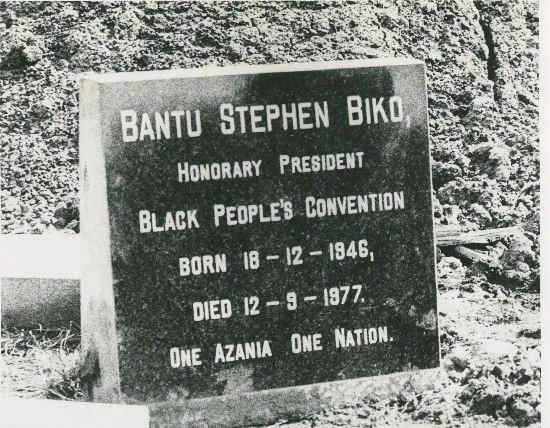 BANTU STEPHEN BIKO,
HONORARY PRESIDENT
BLACK PEOPLE'S CONVENTION
BORN 18-12-1946,
DIED 12-9-1977.
ONE AZANIA ONE NATION.